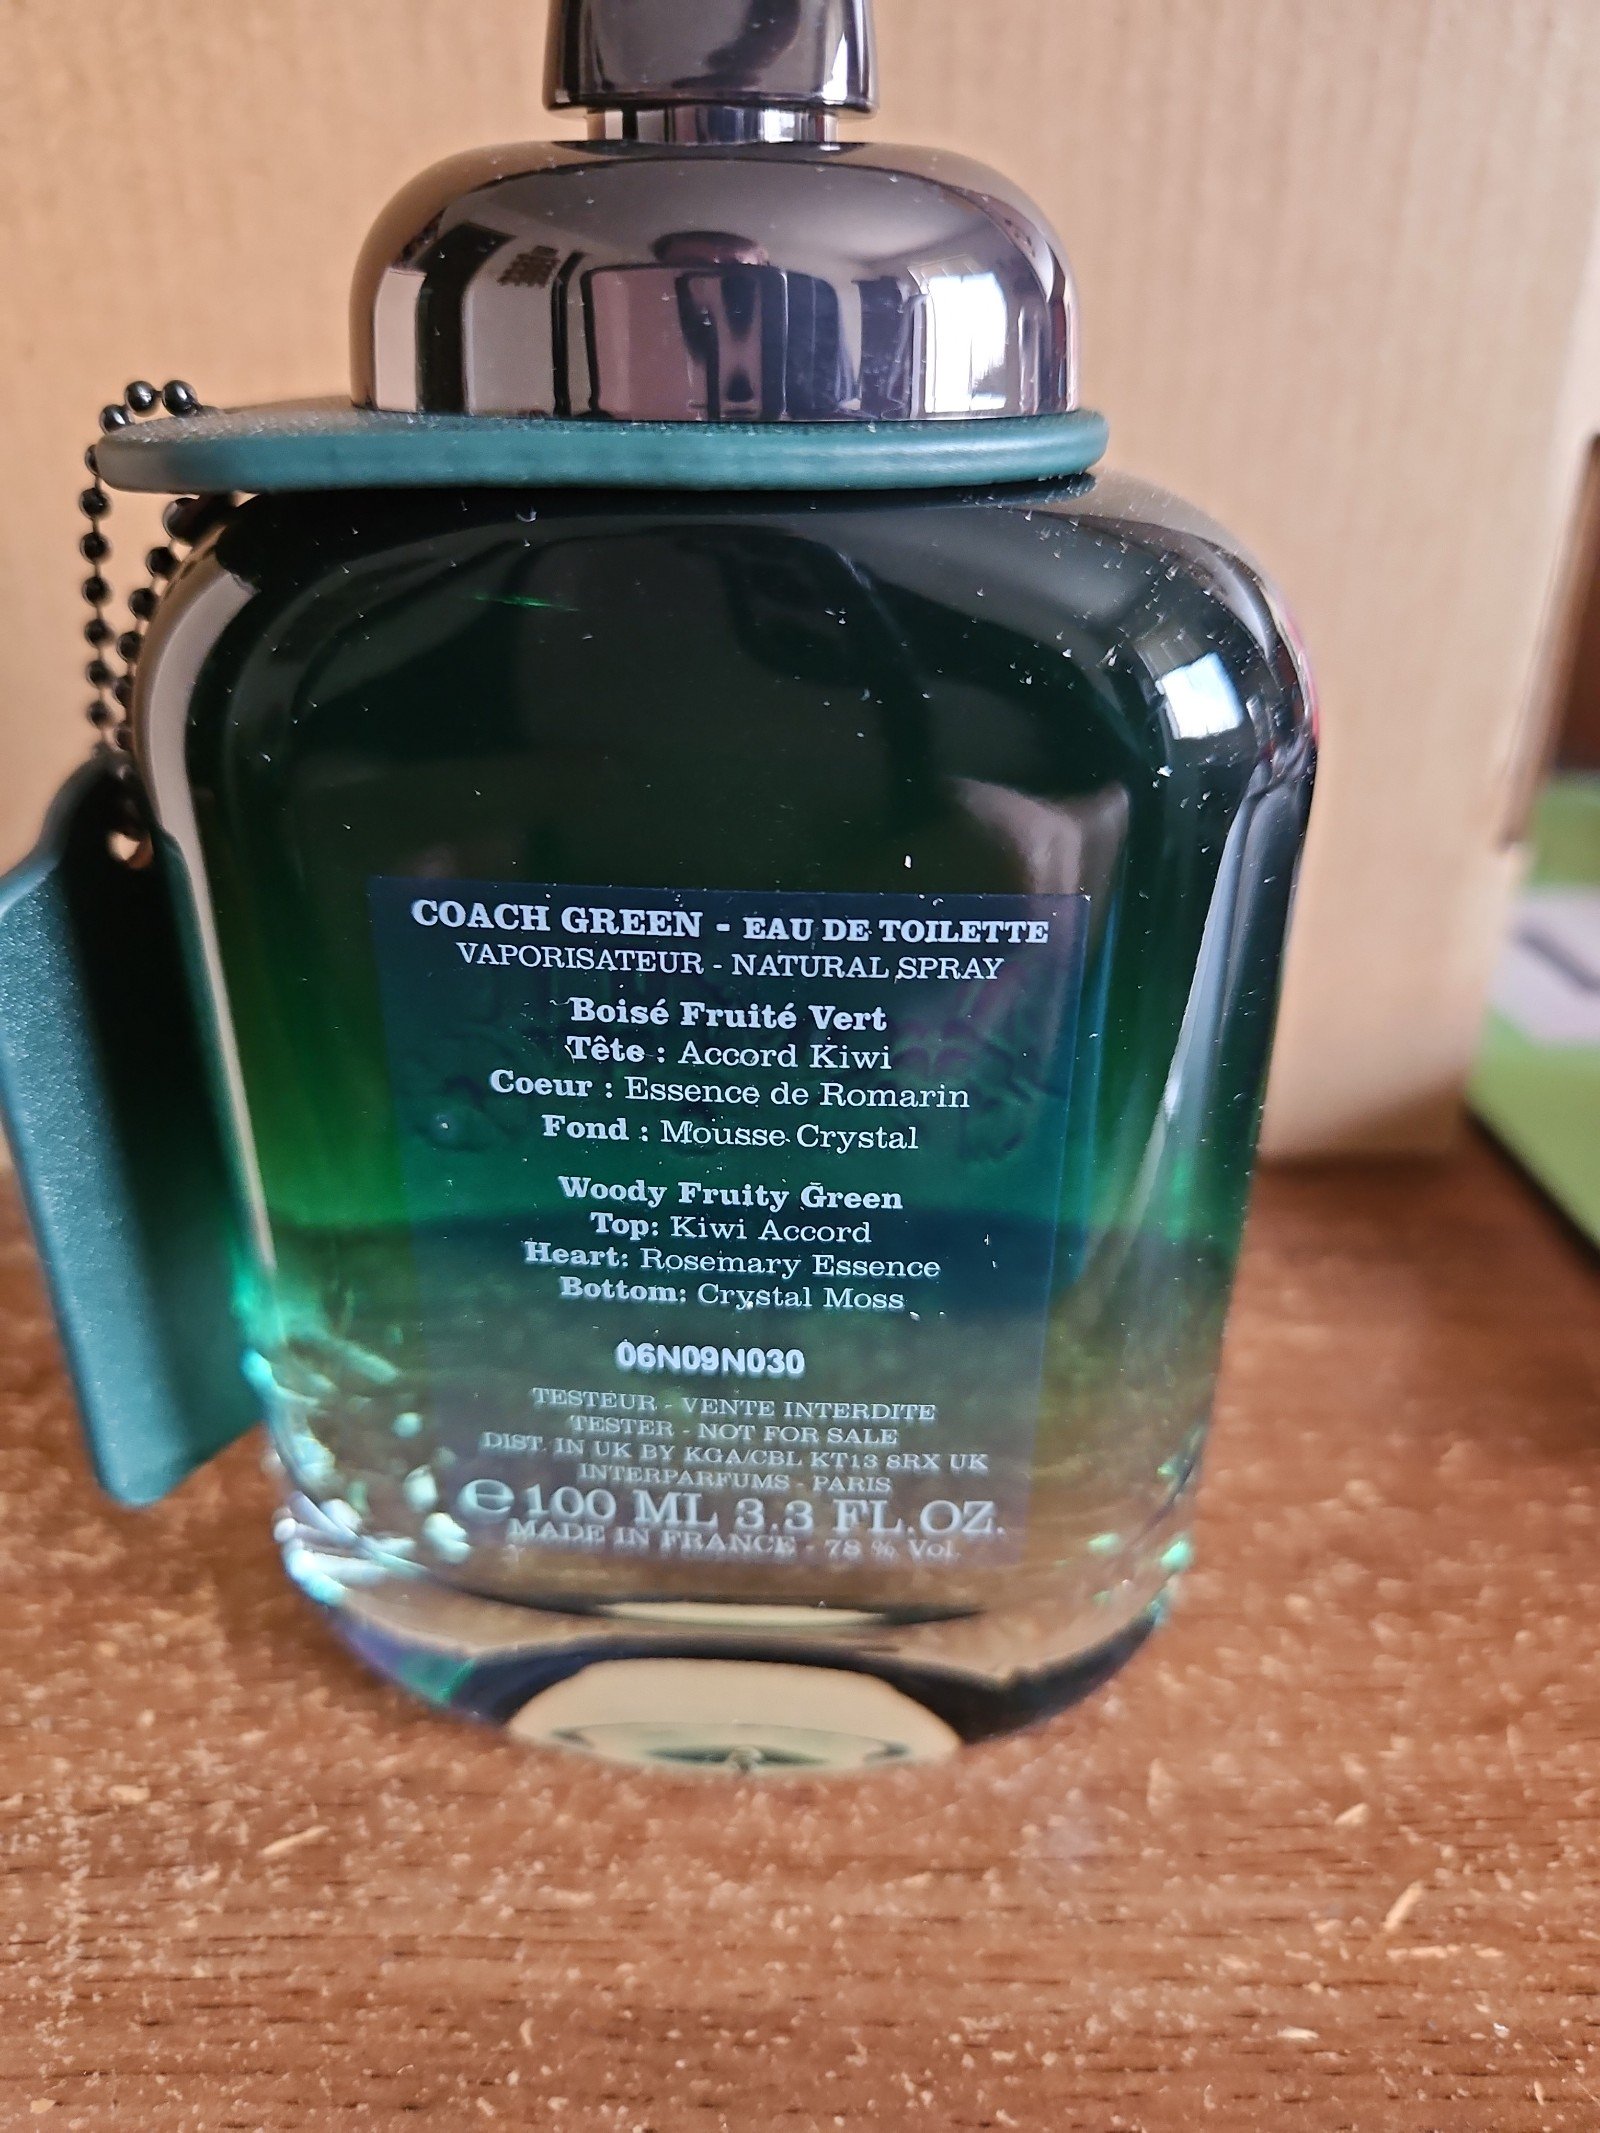 COACH GREEN - EAU DE TOILETTE
VAPORISATEUR - NATURAL SPRAY
Boisé Fruité Vert
Tête : Accord Kiwi
Coeur : Essence de Romarin
Fond : Mousse Crystal
Woody Fruity Green
Top: Kiwi Accord
Heart: Rosemary Essence
Bottom: Crystal Moss
06N09N030
TESTEUR - VENTE INTERDITE
TESTER - NOT FOR SALE
DIST. IN UK BY KGA/CBL KT13 8RX UK
INTERPARFUMS - PARIS
℮ 100 ML 3.3 FL.OZ.
MADE IN FRANCE - 78 % Vol.